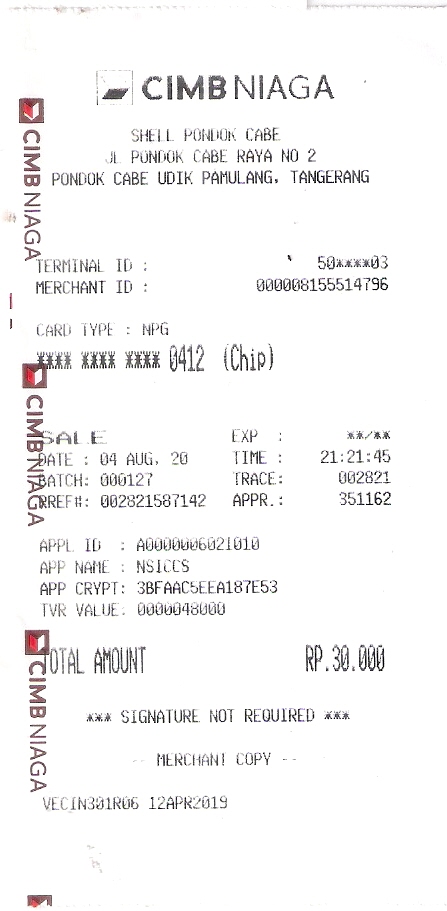 CIMB NIAGA
SHELL PONDOK CABE
JL PONDOK CABE RAYA NO 2
PONDOK CABE UDIK PAMULANG, TANGERANG
TERMINAL ID : 50****03
MERCHANT ID : 000008155514796
CARD TYPE : NPG
**** **** **** 0412 (Chip)
SALE EXP : **/**
DATE : 04 AUG, 20 TIME : 21:21:45
BATCH: 000127 TRACE: 002821
RREF#: 002821587142 APPR.: 351162
APPL ID : A0000006021010
APP NAME : NSICCS
APP CRYPT: 3BFAAC5EEA187E53
TVR VALUE: 0000048000
TOTAL AMOUNT RP.30.000
*** SIGNATURE NOT REQUIRED ***
-- MERCHANT COPY --
VECIN301R06 12APR2019
CIMB NIAGA
CIMB NIAGA
CIMB NIAGA